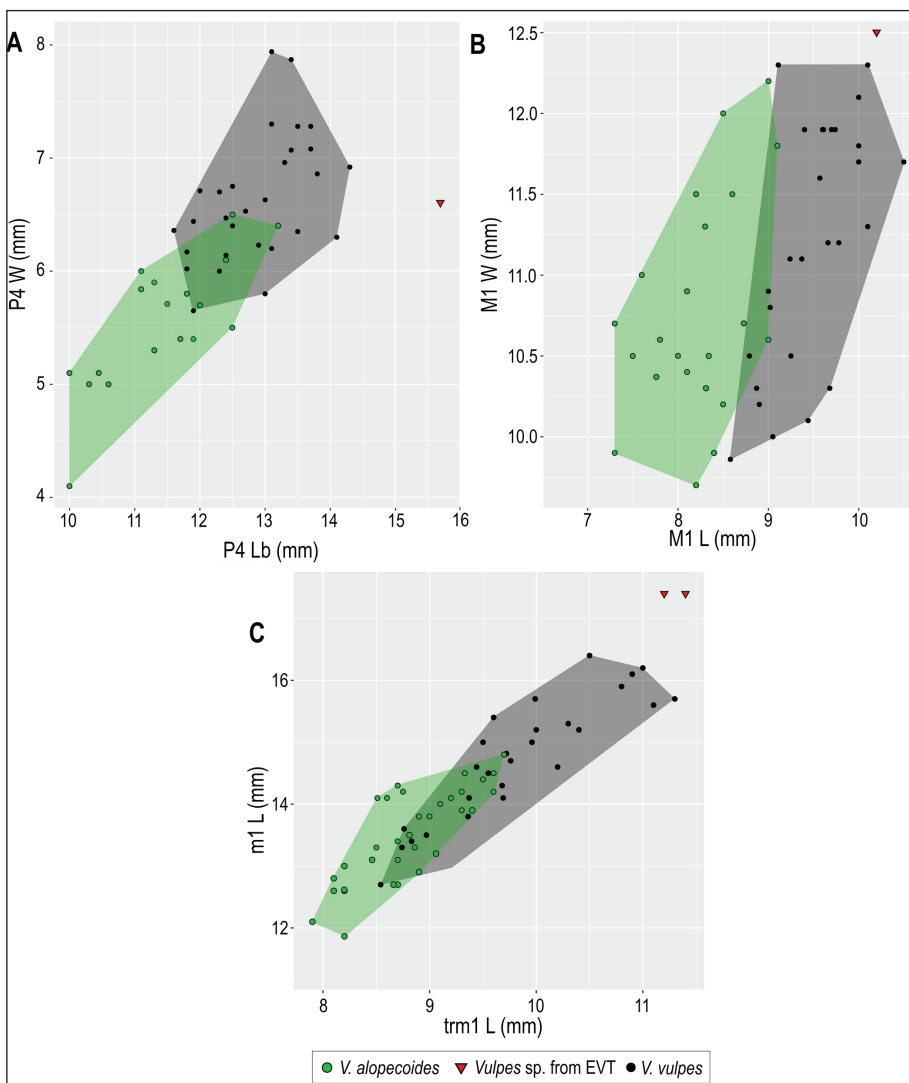 A
8
7
6
5
4
P4 W (mm)
10 11 12 13 14 15 16
P4 Lb (mm)
B
12.5
12.0
11.5
11.0
10.5
10.0
M1 W (mm)
7 8 9 10
M1 L (mm)
C
16
14
12
m1 L (mm)
8 9 10 11
trm1 L (mm)
V. alopecoides Vulpes sp. from EVT V. vulpes